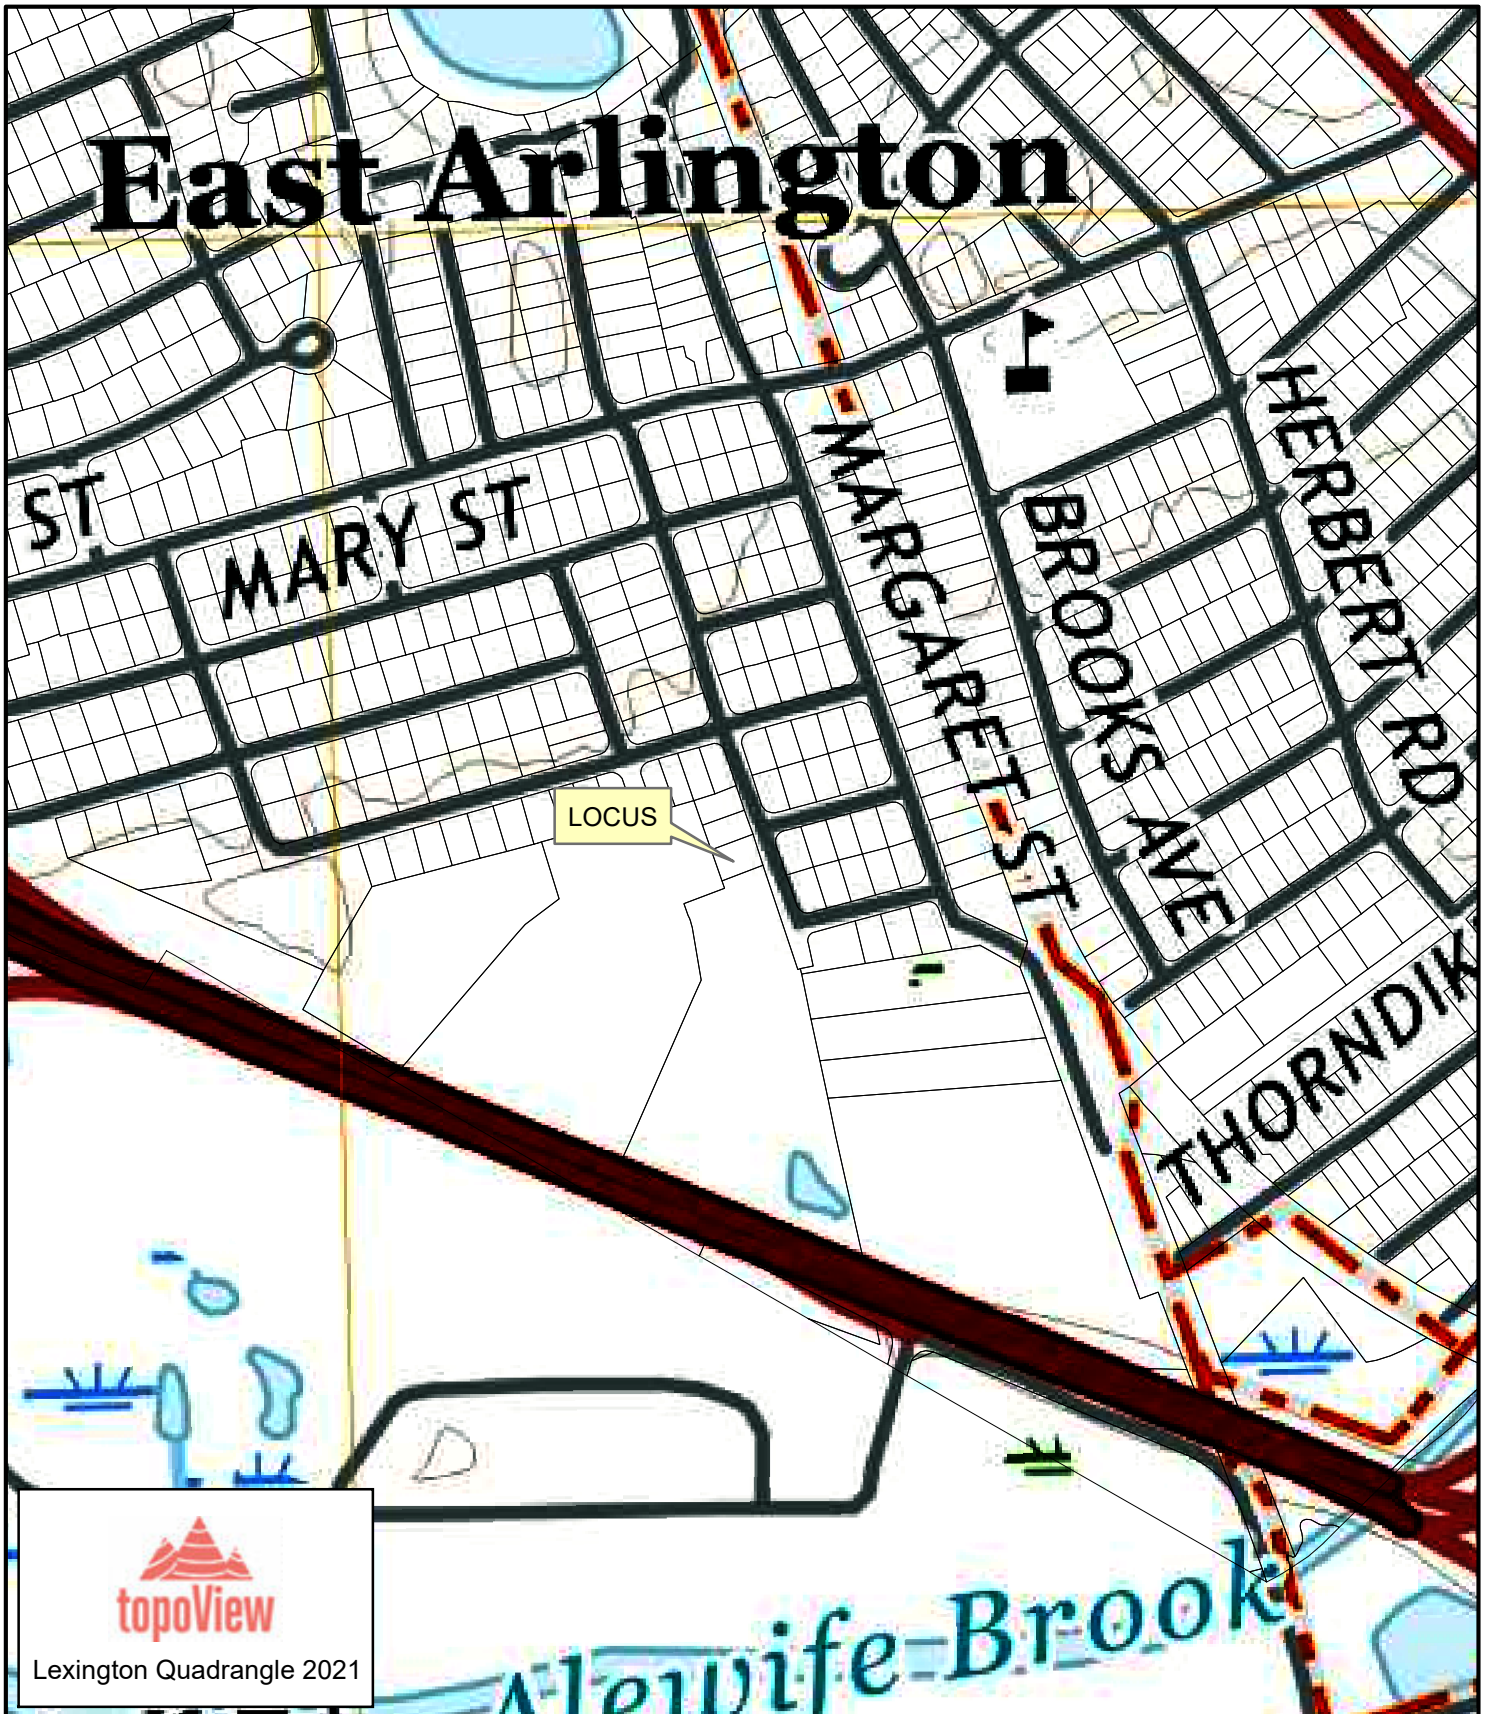 East Arlington
ST
MARY ST
MARGARET ST
BROOKS AVE
HERBERT RD
LOCUS
THORNDIK
topoView
Lexington Quadrangle 2021
Alewife Brook